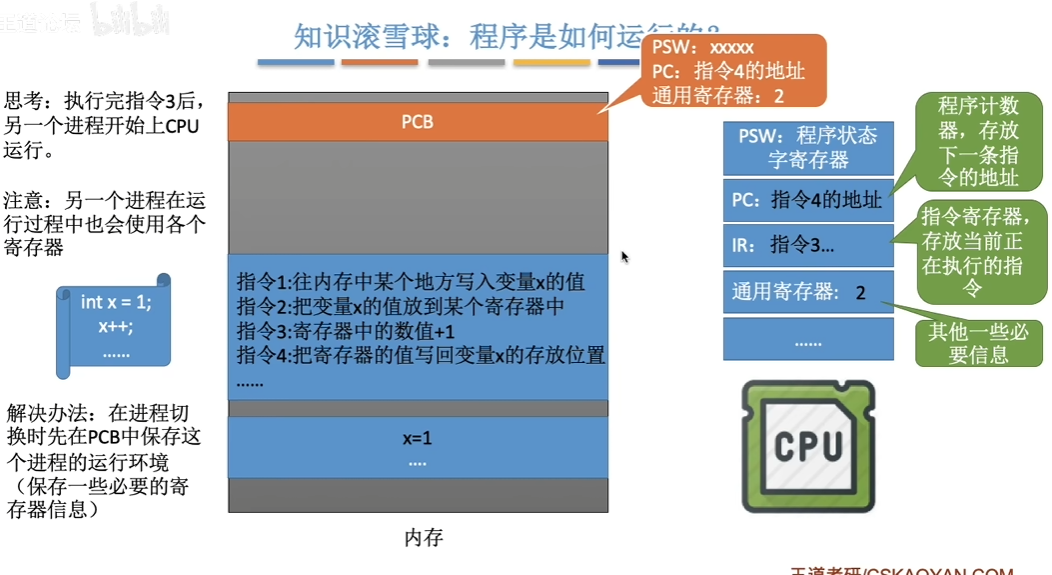 知识滚雪球：程序是如何运行的？
PSW：xxxxx
PC：指令4的地址
通用寄存器：2
思考：执行完指令3后，
另一个进程开始上CPU
运行。
注意：另一个进程在运
行过程中也会使用各个
寄存器
int x = 1;
x++;
……
解决办法：在进程切
换时先在PCB中保存这
个进程的运行环境
（保存一些必要的寄
存器信息）
PCB
指令1:往内存中某个地方写入变量x的值
指令2:把变量x的值放到某个寄存器中
指令3:寄存器中的数值+1
指令4:把寄存器的值写回变量x的存放位置
……
x=1
....
内存
PSW：程序状态
字寄存器
PC：指令4的地址
IR： 指令3...
通用寄存器： 2
……
程序计数
器，存放
下一条指
令的地址
指令寄存器，
存放当前正
在执行的指
令
其他一些必
要信息
CPU
王道考研/CSKAOYAN.COM
bilibili